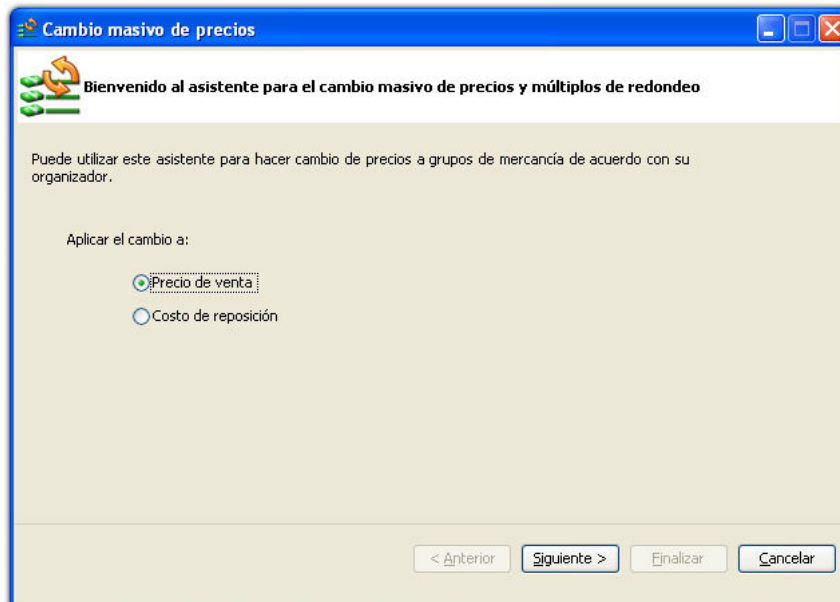 Cambio masivo de precios
Bienvenido al asistente para el cambio masivo de precios y múltiplos de redondeo
Puede utilizar este asistente para hacer cambio de precios a grupos de mercancía de acuerdo con su
organizador.
Aplicar el cambio a:
Precio de venta
Costo de reposición
< Anterior Siguiente > Finalizar Cancelar